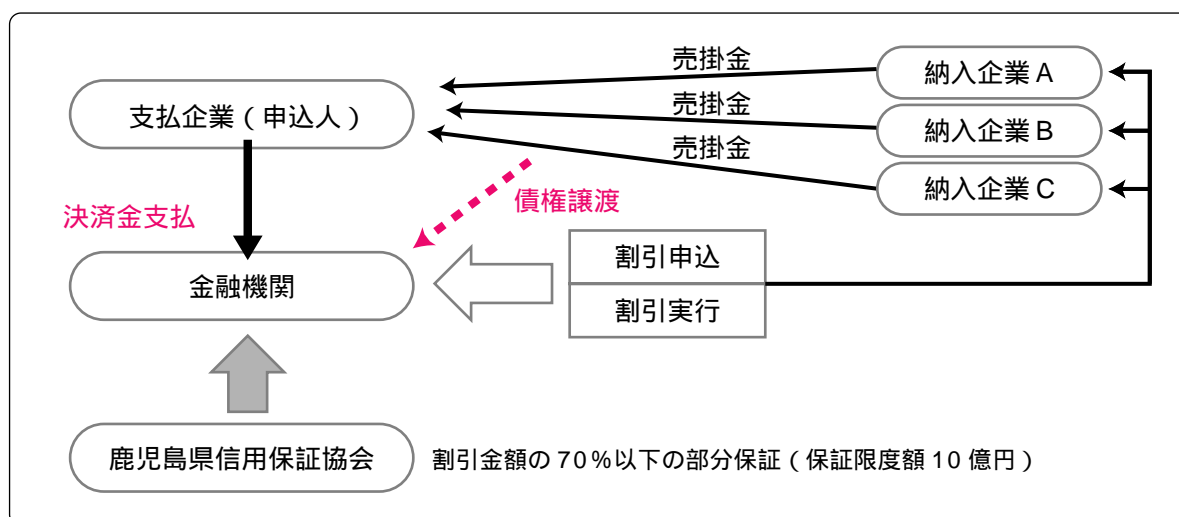 売掛金
納入企業 A
支払企業（申込人）
売掛金
納入企業 B
売掛金
納入企業 C
債権譲渡
決済金支払
割引申込
金融機関
割引実行
鹿児島県信用保証協会
割引金額の 70％以下の部分保証（保証限度額 10 億円）